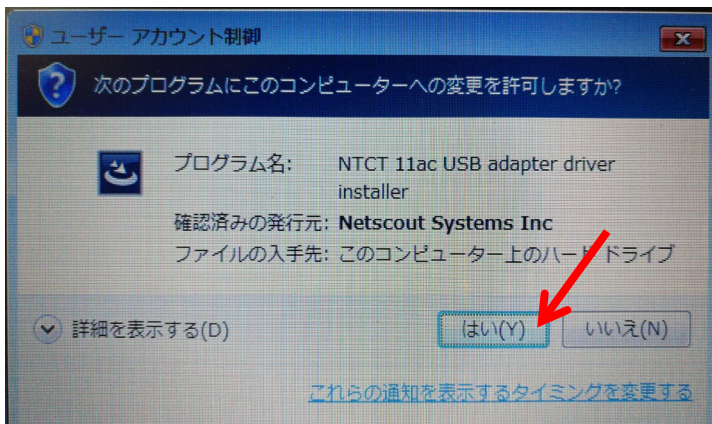 ユーザー アカウント制御
次のプログラムにこのコンピューターへの変更を許可しますか?
プログラム名: NTCT 11ac USB adapter driver
installer
確認済みの発行元: Netscout Systems Inc
ファイルの入手先: このコンピューター上のハード ドライブ
詳細を表示する(D) はい(Y) いいえ(N)
これらの通知を表示するタイミングを変更する